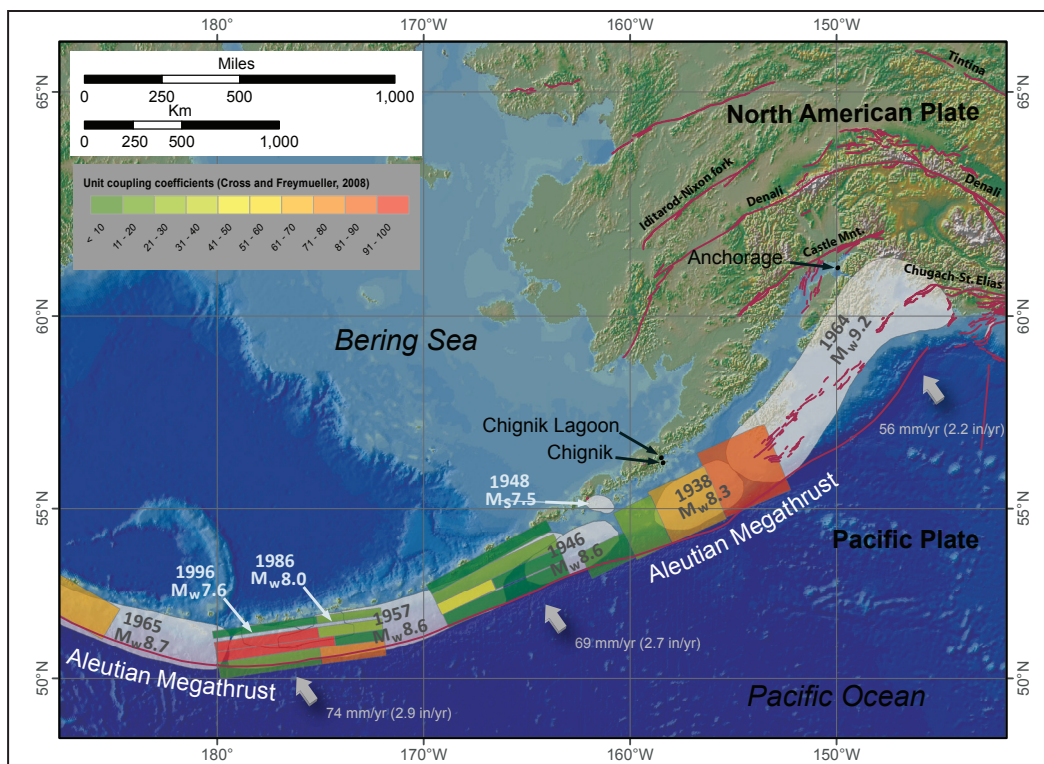 180°
170°W
160°W
150°W
Miles
0
250
500
1,000
Km
0
250
500
1,000
Unit coupling coefficients (Cross and Freymueller, 2008)
< 10
11 - 20
21 - 30
31 - 40
41 - 50
51 - 60
61 - 70
71 - 80
81 - 90
91 - 100
65°N
65°N
Tintina
North American Plate
Iditarod-Nixon fork
Denali
Denali
Castle Mnt.
Anchorage
Chugach-St. Elias
60°N
60°N
Bering Sea
1964
Mw9.2
56 mm/yr (2.2 in/yr)
Chignik Lagoon
Chignik
1948
MS7.5
1938
Mw8.3
55°N
55°N
Aleutian Megathrust
Pacific Plate
1946
Mw8.6
1996
Mw7.6
1986
Mw8.0
1957
Mw8.6
1965
Mw8.7
69 mm/yr (2.7 in/yr)
Aleutian Megathrust
50°N
50°N
74 mm/yr (2.9 in/yr)
Pacific Ocean
180°
170°W
160°W
150°W